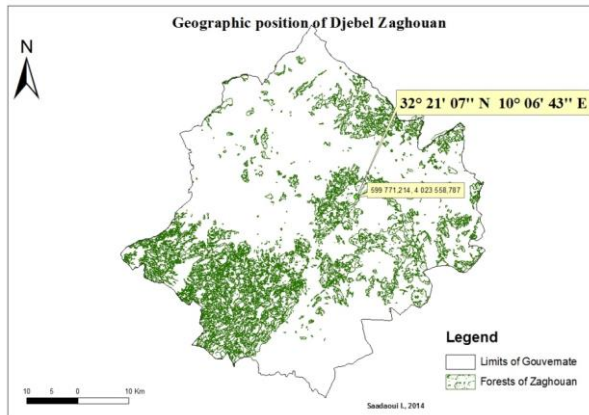 Geographic position of Djebel Zaghouan
N
32° 21' 07'' N 10° 06' 43'' E
599 771,214, 4 023 558,787
Legend
Limits of Gouvernate
Forests of Zaghouan
10 5 0 10 Km
Saadaoui I., 2014